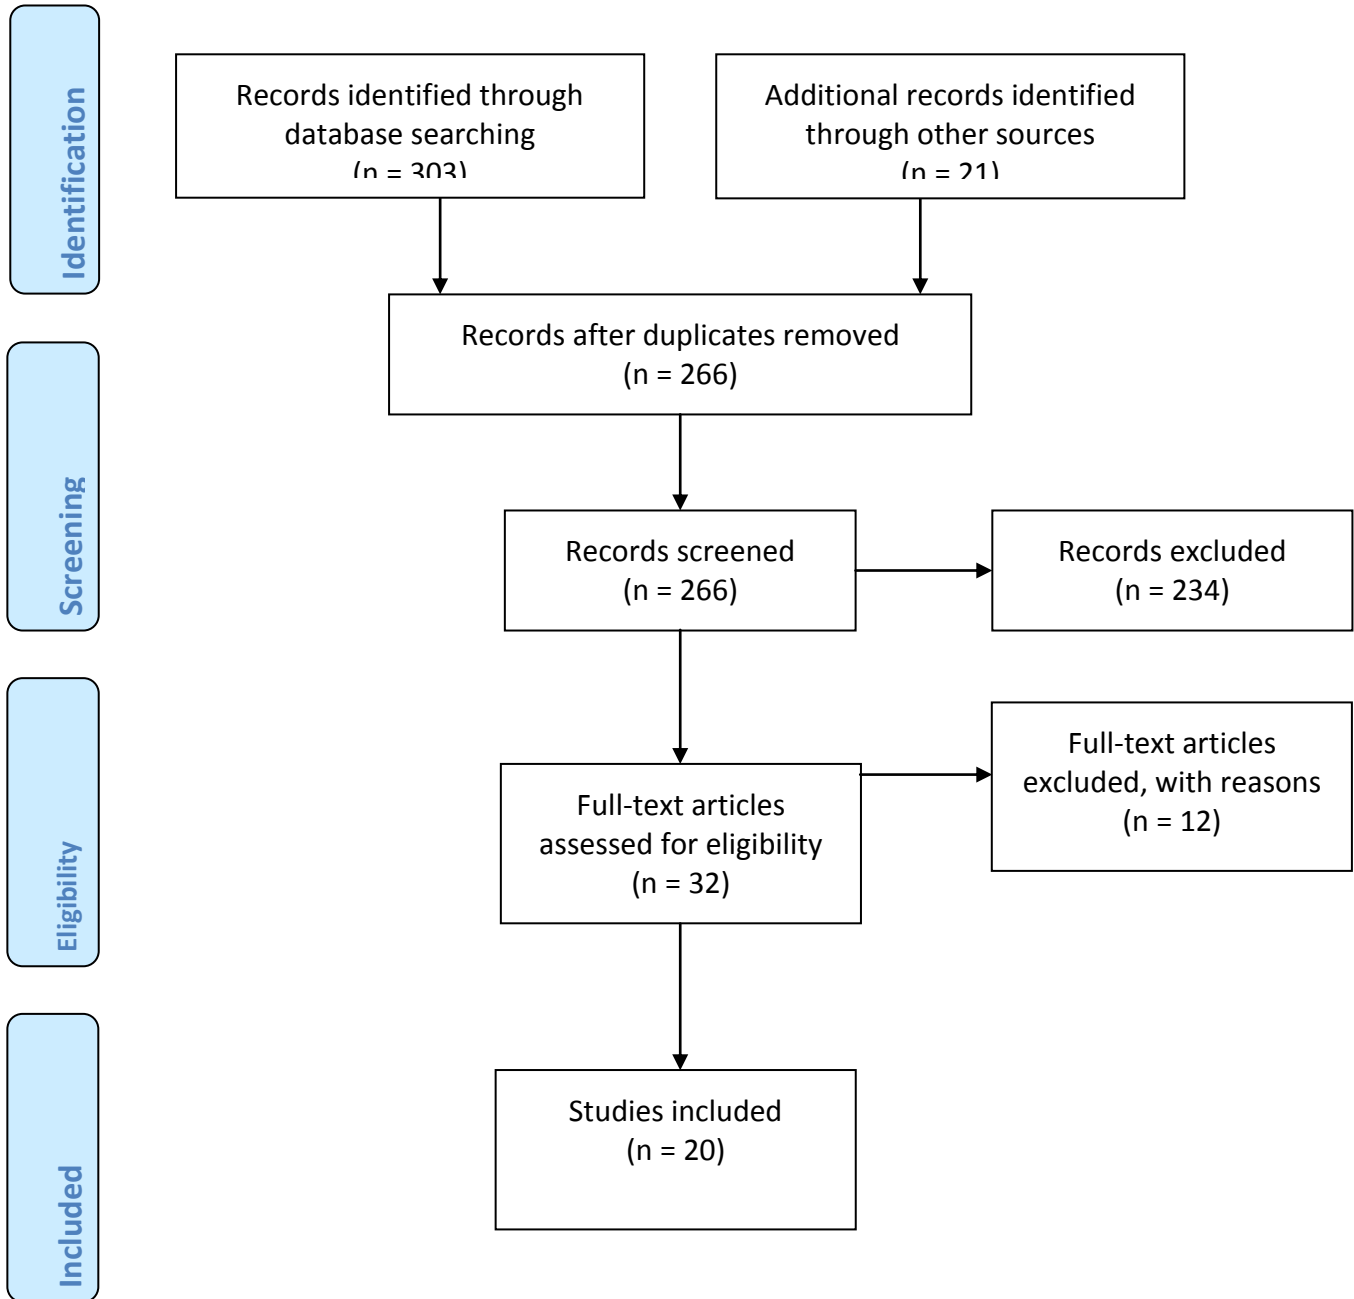 Identification
Records identified through
database searching
(n = 303)
Additional records identified
through other sources
(n = 21)
Records after duplicates removed
(n = 266)
Screening
Records screened
(n = 266)
Records excluded
(n = 234)
Eligibility
Full-text articles
assessed for eligibility
(n = 32)
Full-text articles
excluded, with reasons
(n = 12)
Included
Studies included
(n = 20)